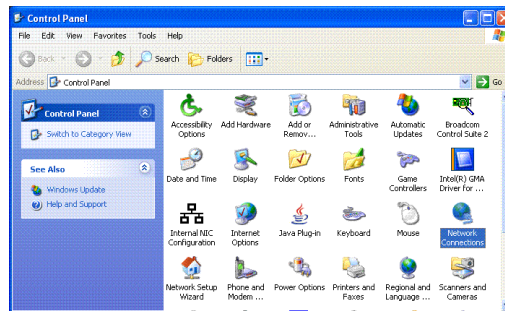 Control Panel
File Edit View Favorites Tools Help
Back Search Folders
Address Control Panel Go
Control Panel
Switch to Category View
See Also
Windows Update
Help and Support
Accessibility Options
Add Hardware
Add or Remov...
Administrative Tools
Automatic Updates
Broadcom Control Suite 2
Date and Time
Display
Folder Options
Fonts
Game Controllers
Intel(R) GMA Driver for ...
Internal NIC Configuration
Internet Options
Java Plug-in
Keyboard
Mouse
Network Connections
Network Setup Wizard
Phone and Modem ...
Power Options
Printers and Faxes
Regional and Language ...
Scanners and Cameras